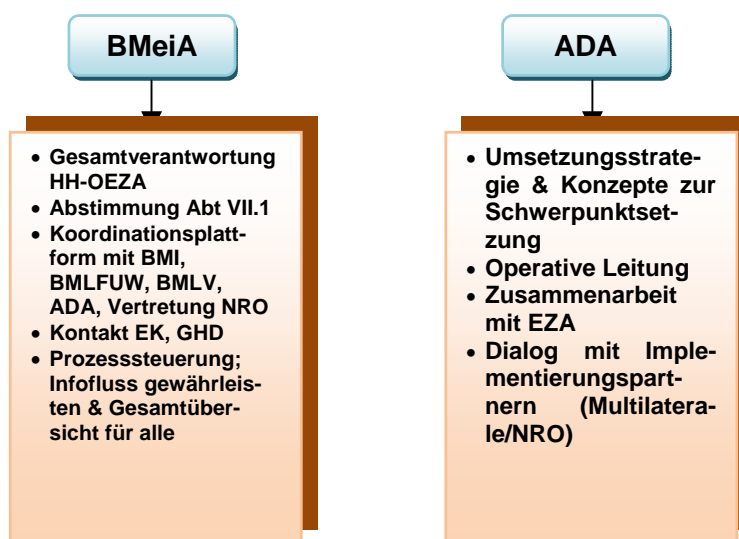 BMeiA
• Gesamtverantwortung
HH-OEZA
• Abstimmung Abt VII.1
• Koordinationsplatt-
form mit BMI,
BMLFUW, BMLV,
ADA, Vertretung NRO
• Kontakt EK, GHD
• Prozesssteuerung;
Infofluss gewährleis-
ten & Gesamtüber-
sicht für alle
ADA
• Umsetzungsstrate-
gie & Konzepte zur
Schwerpunktset-
zung
• Operative Leitung
• Zusammenarbeit
mit EZA
• Dialog mit Imple-
mentierungspart-
nern (Multilatera-
le/NRO)